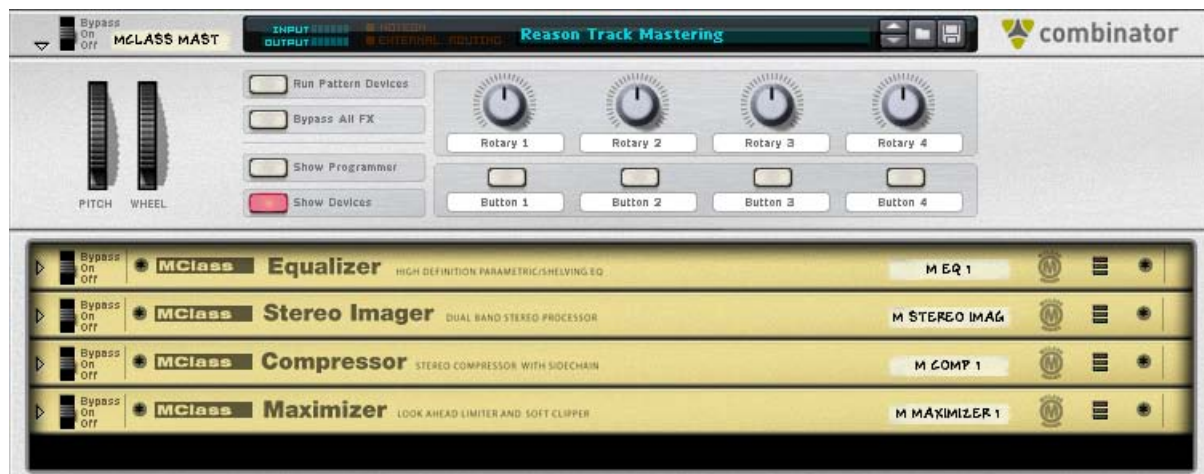 Bypass
On
Off
MCLASS MAST
INPUT
OUTPUT
NOTEON
EXTERNAL ROUTING
Reason Track Mastering
combinator
Run Pattern Devices
Bypass All FX
Show Programmer
Show Devices
PITCH WHEEL
Rotary 1 Rotary 2 Rotary 3 Rotary 4
Button 1 Button 2 Button 3 Button 4
Bypass
On
Off
MClass Equalizer HIGH DEFINITION PARAMETRIC/SHELVING EQ M EQ 1
Bypass
On
Off
MClass Stereo Imager DUAL BAND STEREO PROCESSOR M STEREO IMAG
Bypass
On
Off
MClass Compressor STEREO COMPRESSOR WITH SIDECHAIN M COMP 1
Bypass
On
Off
MClass Maximizer LOOK AHEAD LIMITER AND SOFT CLIPPER M MAXIMIZER 1